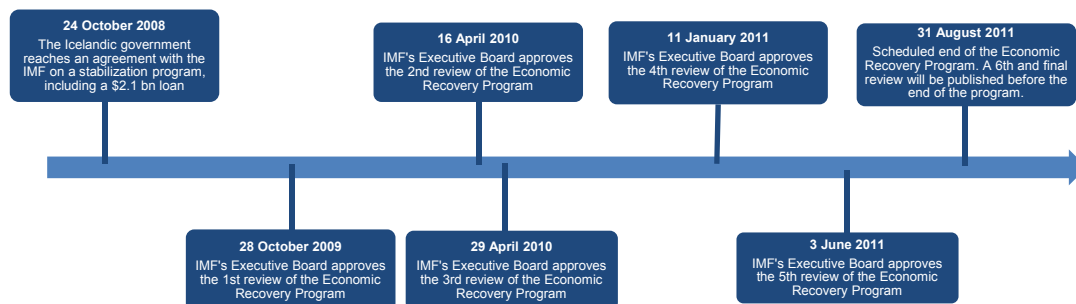 24 October 2008
The Icelandic government
reaches an agreement with the
IMF on a stabilization program,
including a $2.1 bn loan
16 April 2010
IMF's Executive Board approves
the 2nd review of the Economic
Recovery Program
11 January 2011
IMF's Executive Board approves
the 4th review of the Economic
Recovery Program
31 August 2011
Scheduled end of the Economic
Recovery Program. A 6th and final
review will be published before the
end of the program.
28 October 2009
IMF's Executive Board approves
the 1st review of the Economic
Recovery Program
29 April 2010
IMF's Executive Board approves
the 3rd review of the Economic
Recovery Program
3 June 2011
IMF's Executive Board approves
the 5th review of the Economic
Recovery Program